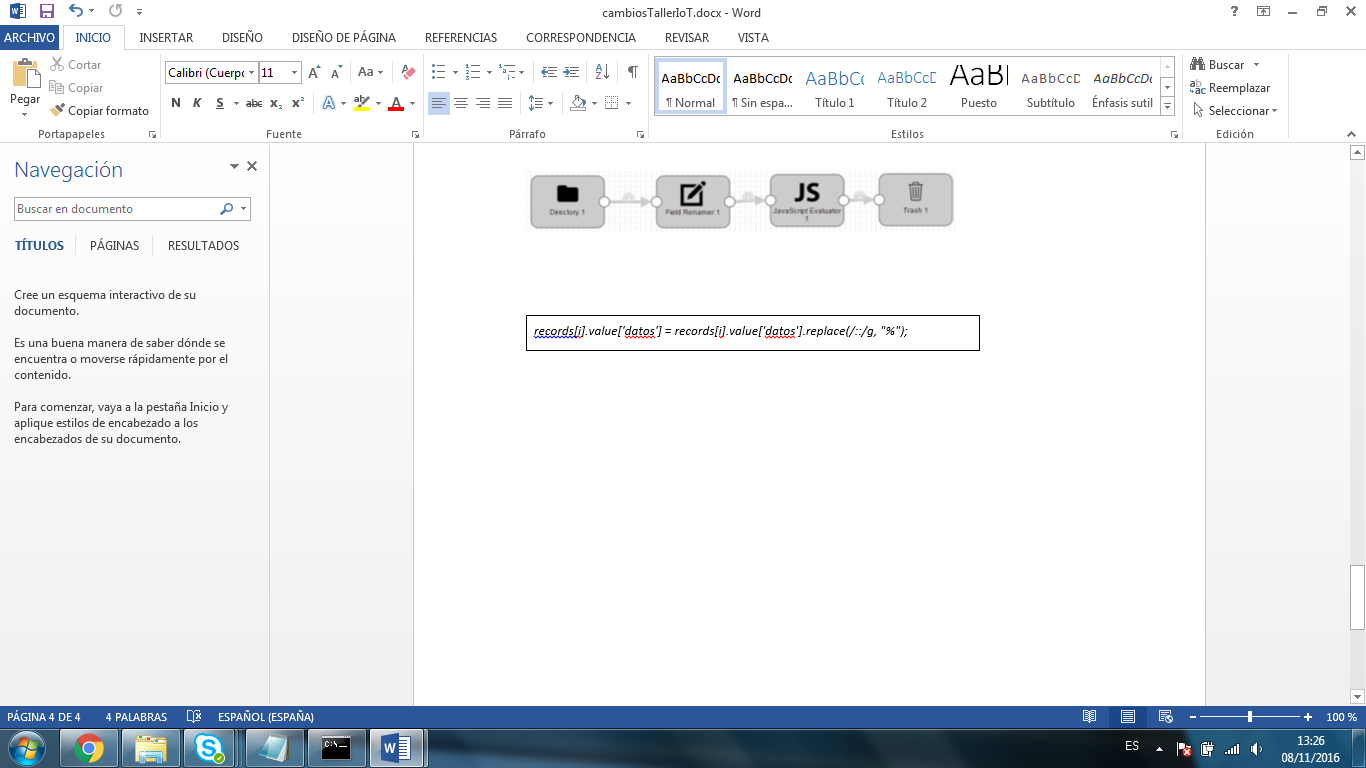 cambiosTallerIoT.docx - Word
ARCHIVO INICIO INSERTAR DISEÑO DISEÑO DE PÁGINA REFERENCIAS CORRESPONDENCIA REVISAR VISTA
Pegar
Cortar
Copiar
Copiar formato
Portapapeles
Calibri (Cuerpo 11
Aa
N K S abc x₂ x²
A ab A
Fuente
Párrafo
AaBbCcDc AaBbCcDc AaBbCc AaBbCcD AaB AaBbCcD AaBbCcDc
¶ Normal ¶ Sin espa... Título 1 Título 2 Puesto Subtítulo Énfasis sutil
Estilos
Buscar
Reemplazar
Seleccionar
Edición
Navegación
Buscar en documento
TÍTULOS PÁGINAS RESULTADOS
Cree un esquema interactivo de su
documento.
Es una buena manera de saber dónde se
encuentra o moverse rápidamente por el
contenido.
Para comenzar, vaya a la pestaña Inicio y
aplique estilos de encabezado a los
encabezados de su documento.
Directory 1
Field Renamer 1
JS
JavaScript Evaluator
1
Trash 1
records[i].value['datos'] = records[i].value['datos'].replace(/::/g, "%");
PÁGINA 4 DE 4 4 PALABRAS ESPAÑOL (ESPAÑA) 100 %
C:\
ES
13:26
08/11/2016